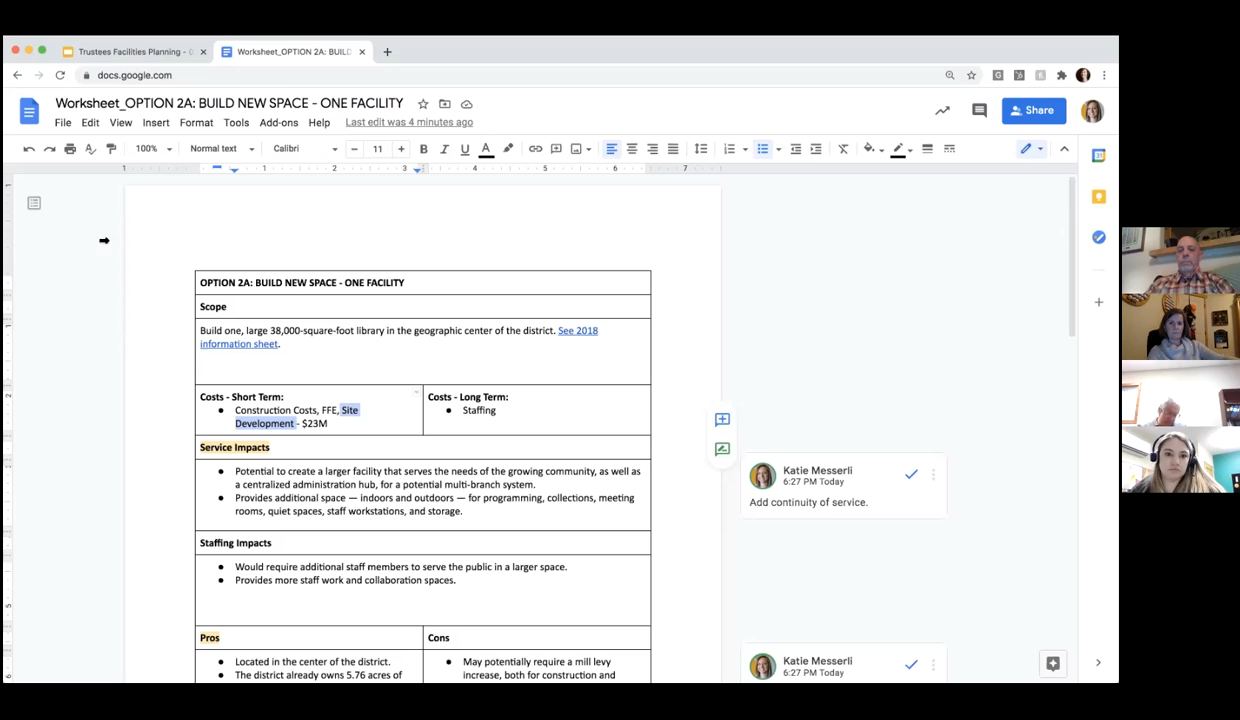 Trustees Facilities Planning -
Worksheet_OPTION 2A: BUILD
docs.google.com
Worksheet_OPTION 2A: BUILD NEW SPACE - ONE FACILITY
File Edit View Insert Format Tools Add-ons Help Last edit was 4 minutes ago
Share
100% Normal text Calibri 11
1 1 2 3 4 5 6 7
OPTION 2A: BUILD NEW SPACE - ONE FACILITY
Scope
Build one, large 38,000-square-foot library in the geographic center of the district. See 2018
information sheet.
Costs - Short Term:
● Construction Costs, FFE, Site
Development - $23M
Costs - Long Term:
● Staffing
Service Impacts
● Potential to create a larger facility that serves the needs of the growing community, as well as
a centralized administration hub, for a potential multi-branch system.
● Provides additional space — indoors and outdoors — for programming, collections, meeting
rooms, quiet spaces, staff workstations, and storage.
Staffing Impacts
● Would require additional staff members to serve the public in a larger space.
● Provides more staff work and collaboration spaces.
Pros
● Located in the center of the district.
● The district already owns 5.76 acres of
Cons
● May potentially require a mill levy
increase, both for construction and
Katie Messerli
6:27 PM Today
Add continuity of service.
Katie Messerli
6:27 PM Today